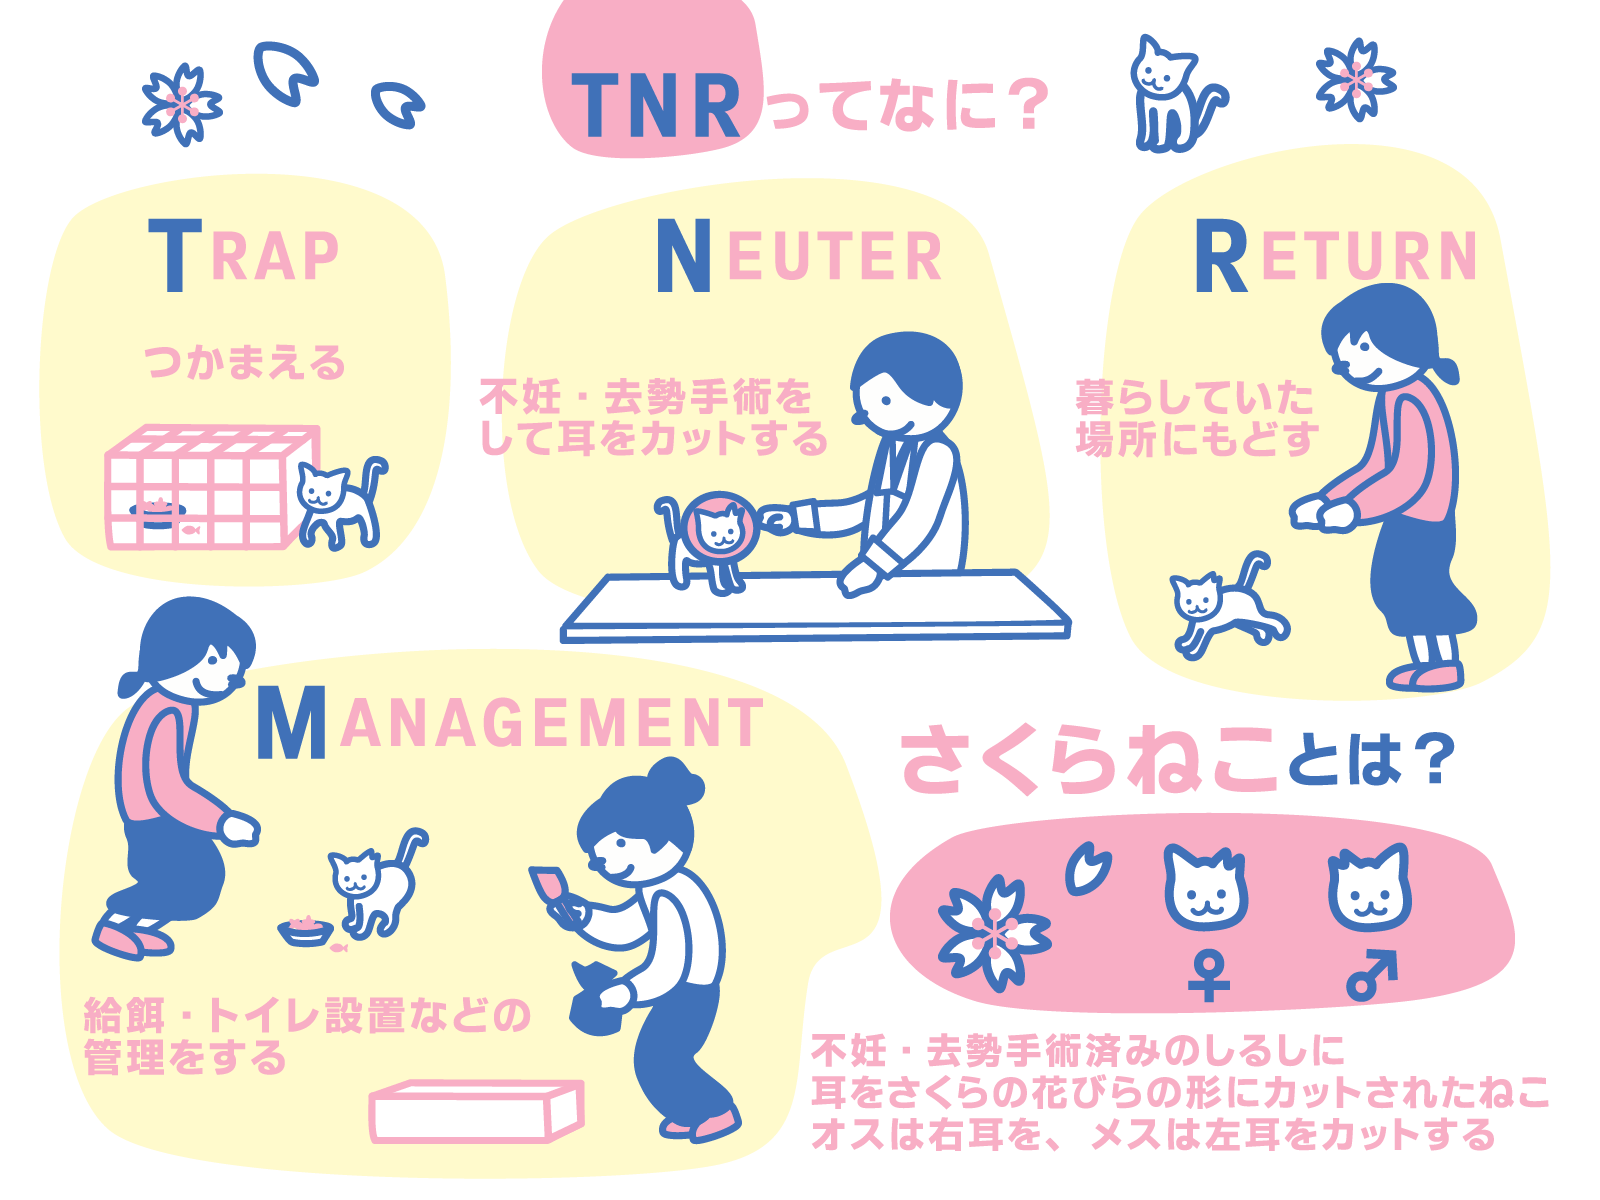 TNRってなに？
TRAP
つかまえる
NEUTER
不妊・去勢手術を
して耳をカットする
RETURN
暮らしていた
場所にもどす
MANAGEMENT
給餌・トイレ設置などの
管理をする
さくらねことは？
♀ ♂
不妊・去勢手術済みのしるしに
耳をさくらの花びらの形にカットされたねこ
オスは右耳を、メスは左耳をカットする